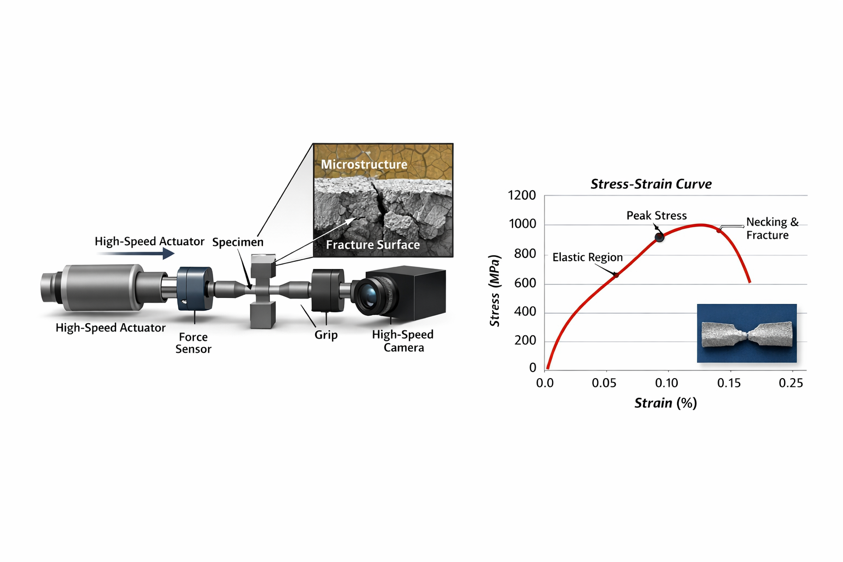 Microstructure
Fracture Surface
High-Speed Actuator
Specimen
High-Speed Actuator
Force
Sensor
Grip
High-Speed
Camera
Stress-Strain Curve
Stress (MPa)
1200
1000
800
600
400
200
0
0.0
0.05
0.10
0.15
0.25
Strain (%)
Elastic Region
Peak Stress
Necking &
Fracture